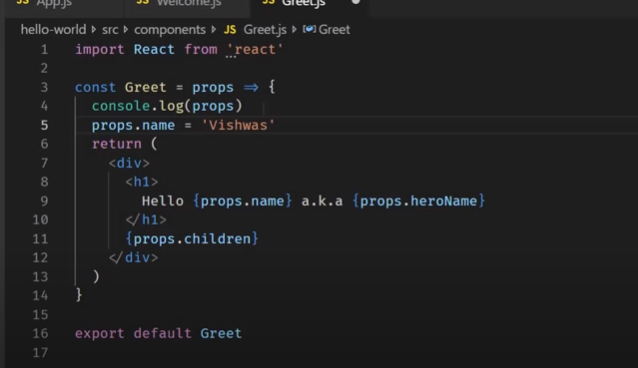 JS App.js JS Welcome.js JS Greet.js
hello-world src components JS Greet.js Greet
1 import React from 'react'
2
3 const Greet = props => {
4 console.log(props)
5 props.name = 'Vishwas'
6 return (
7 <div>
8 <h1>
9 Hello {props.name} a.k.a {props.heroName}
10 </h1>
11 {props.children}
12 </div>
13 )
14 }
15
16 export default Greet
17